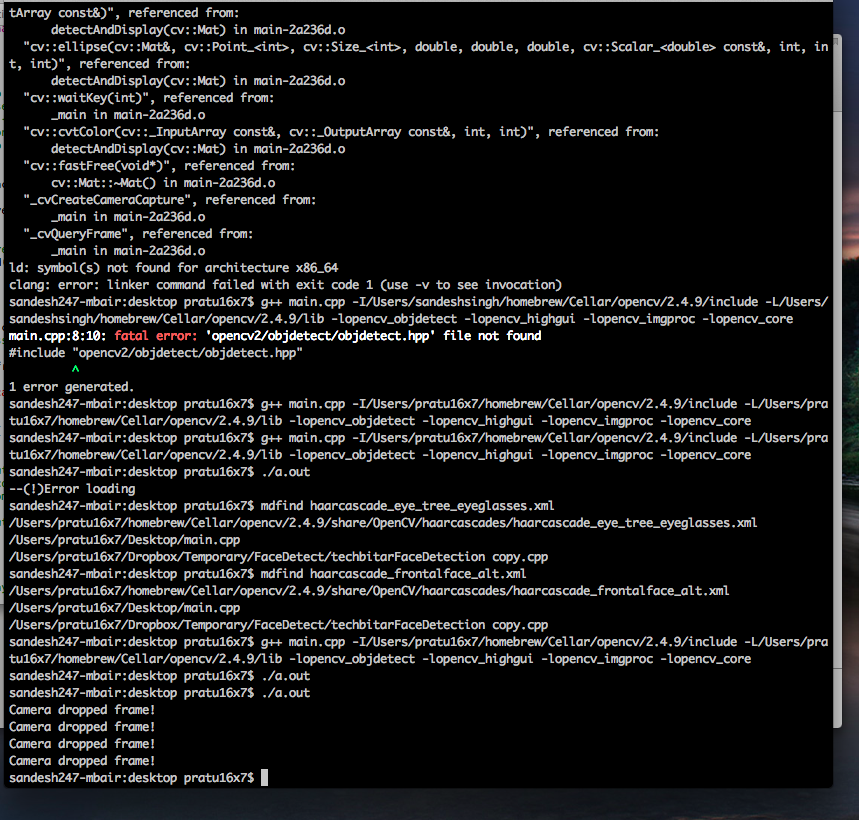 tArray const&)", referenced from:
      detectAndDisplay(cv::Mat) in main-2a236d.o
  "cv::ellipse(cv::Mat&, cv::Point_<int>, cv::Size_<int>, double, double, double, cv::Scalar_<double> const&, int, in
t, int)", referenced from:
      detectAndDisplay(cv::Mat) in main-2a236d.o
  "cv::waitKey(int)", referenced from:
      _main in main-2a236d.o
  "cv::cvtColor(cv::_InputArray const&, cv::_OutputArray const&, int, int)", referenced from:
      detectAndDisplay(cv::Mat) in main-2a236d.o
  "cv::fastFree(void*)", referenced from:
      cv::Mat::~Mat() in main-2a236d.o
  "_cvCreateCameraCapture", referenced from:
      _main in main-2a236d.o
  "_cvQueryFrame", referenced from:
      _main in main-2a236d.o
ld: symbol(s) not found for architecture x86_64
clang: error: linker command failed with exit code 1 (use -v to see invocation)
sandesh247-mbair:desktop pratu16x7$ g++ main.cpp -I/Users/sandeshsingh/homebrew/Cellar/opencv/2.4.9/include -L/Users/
sandeshsingh/homebrew/Cellar/opencv/2.4.9/lib -lopencv_objdetect -lopencv_highgui -lopencv_imgproc -lopencv_core
main.cpp:8:10: fatal error: 'opencv2/objdetect/objdetect.hpp' file not found
#include "opencv2/objdetect/objdetect.hpp"
         ^
1 error generated.
sandesh247-mbair:desktop pratu16x7$ g++ main.cpp -I/Users/pratu16x7/homebrew/Cellar/opencv/2.4.9/include -L/Users/pra
tu16x7/homebrew/Cellar/opencv/2.4.9/lib -lopencv_objdetect -lopencv_highgui -lopencv_imgproc -lopencv_core
sandesh247-mbair:desktop pratu16x7$ g++ main.cpp -I/Users/pratu16x7/homebrew/Cellar/opencv/2.4.9/include -L/Users/pra
tu16x7/homebrew/Cellar/opencv/2.4.9/lib -lopencv_objdetect -lopencv_highgui -lopencv_imgproc -lopencv_core
sandesh247-mbair:desktop pratu16x7$ ./a.out
--(!)Error loading
sandesh247-mbair:desktop pratu16x7$ mdfind haarcascade_eye_tree_eyeglasses.xml
/Users/pratu16x7/homebrew/Cellar/opencv/2.4.9/share/OpenCV/haarcascades/haarcascade_eye_tree_eyeglasses.xml
/Users/pratu16x7/Desktop/main.cpp
/Users/pratu16x7/Dropbox/Temporary/FaceDetect/techbitarFaceDetection copy.cpp
sandesh247-mbair:desktop pratu16x7$ mdfind haarcascade_frontalface_alt.xml
/Users/pratu16x7/homebrew/Cellar/opencv/2.4.9/share/OpenCV/haarcascades/haarcascade_frontalface_alt.xml
/Users/pratu16x7/Desktop/main.cpp
/Users/pratu16x7/Dropbox/Temporary/FaceDetect/techbitarFaceDetection copy.cpp
sandesh247-mbair:desktop pratu16x7$ g++ main.cpp -I/Users/pratu16x7/homebrew/Cellar/opencv/2.4.9/include -L/Users/pra
tu16x7/homebrew/Cellar/opencv/2.4.9/lib -lopencv_objdetect -lopencv_highgui -lopencv_imgproc -lopencv_core
sandesh247-mbair:desktop pratu16x7$ ./a.out
sandesh247-mbair:desktop pratu16x7$ ./a.out
Camera dropped frame!
Camera dropped frame!
Camera dropped frame!
Camera dropped frame!
sandesh247-mbair:desktop pratu16x7$